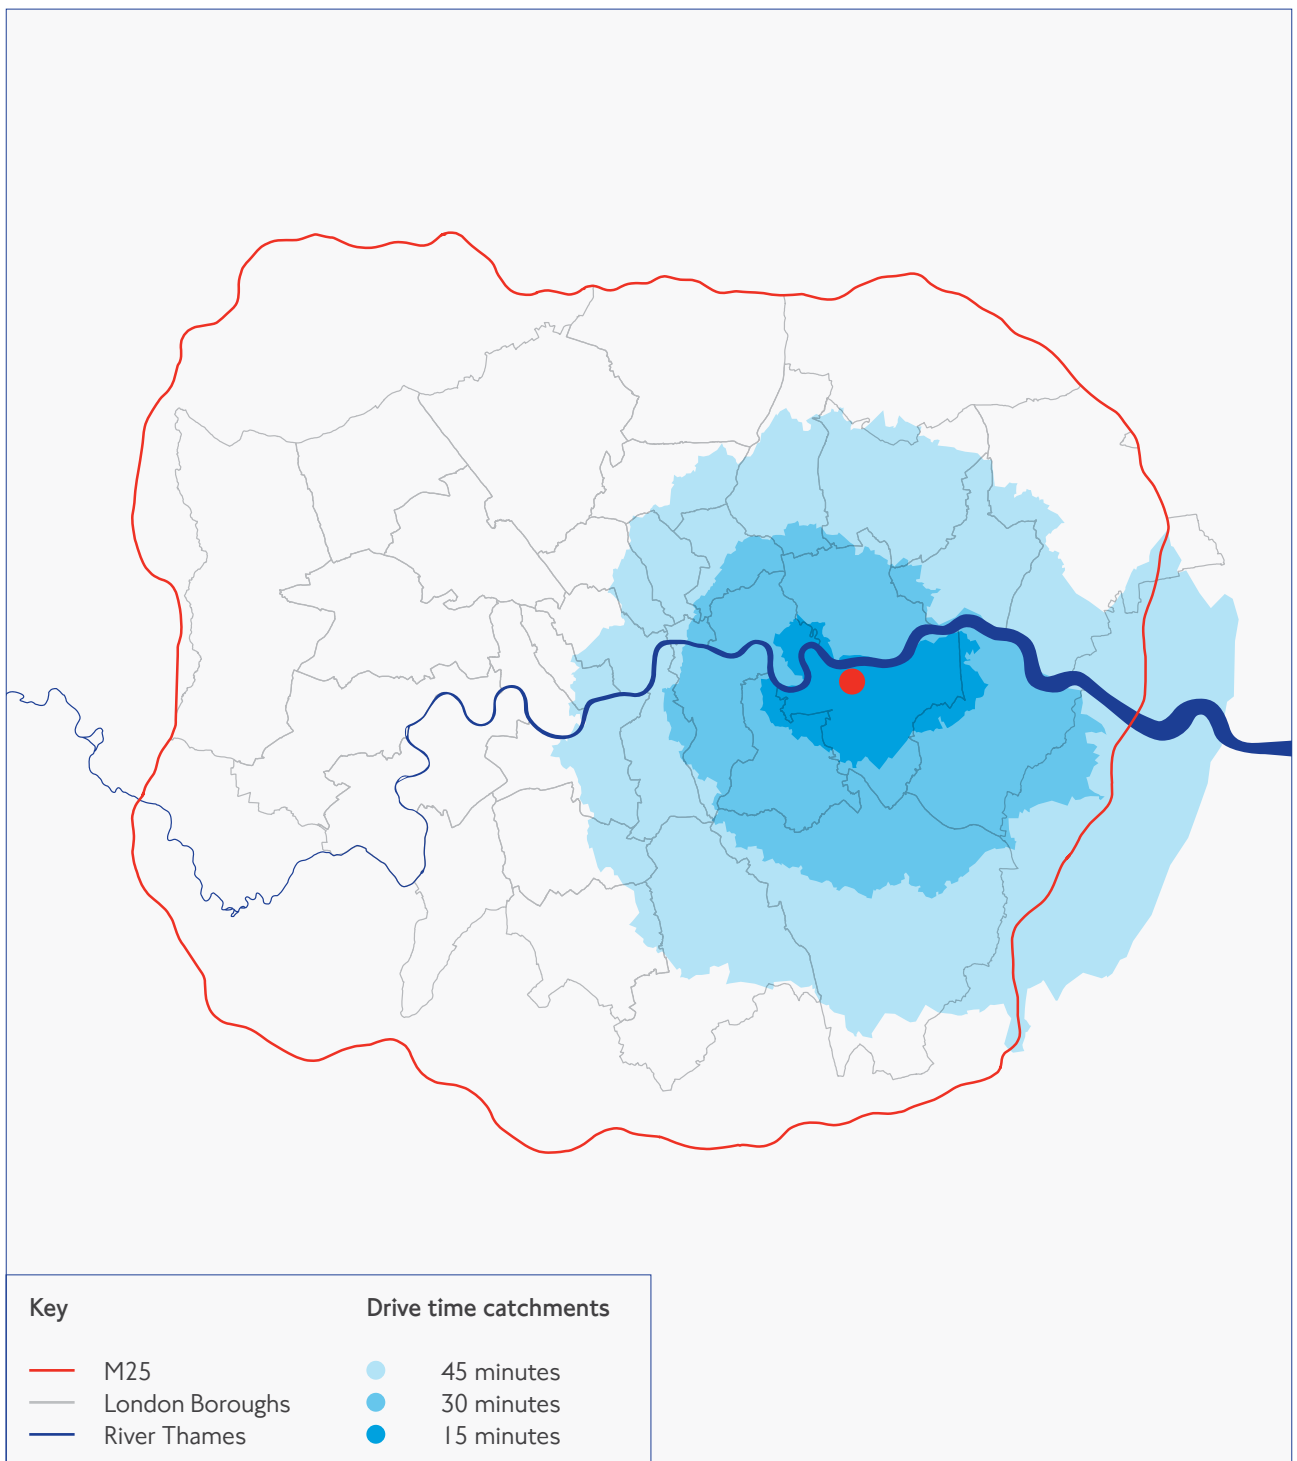 Key
Drive time catchments
M25
45 minutes
London Boroughs
30 minutes
River Thames
15 minutes